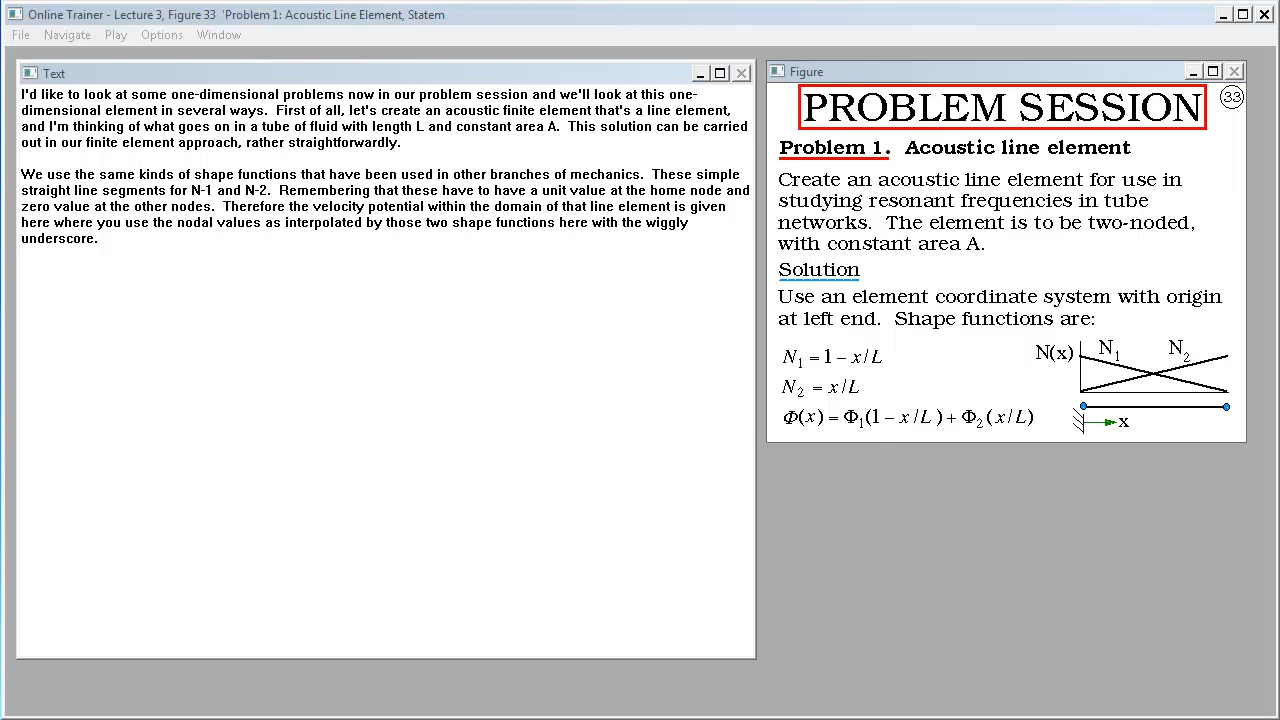 Online Trainer - Lecture 3, Figure 33  'Problem 1: Acoustic Line Element, Statem
File Navigate Play Options Window
Text
I'd like to look at some one-dimensional problems now in our problem session and we'll look at this one-
dimensional element in several ways.  First of all, let's create an acoustic finite element that's a line element,
and I'm thinking of what goes on in a tube of fluid with length L and constant area A.  This solution can be carried
out in our finite element approach, rather straightforwardly.
We use the same kinds of shape functions that have been used in other branches of mechanics.  These simple
straight line segments for N-1 and N-2.  Remembering that these have to have a unit value at the home node and
zero value at the other nodes.  Therefore the velocity potential within the domain of that line element is given
here where you use the nodal values as interpolated by those two shape functions here with the wiggly
underscore.
Figure
PROBLEM SESSION
33
Problem 1.  Acoustic line element
Create an acoustic line element for use in
studying resonant frequencies in tube
networks.  The element is to be two-noded,
with constant area A.
Solution
Use an element coordinate system with origin
at left end.  Shape functions are:
N₁ = 1 – x / L
N₂ = x / L
Φ(x) = Φ₁(1 – x / L) + Φ₂ (x / L)
N(x) N₁ N₂
x